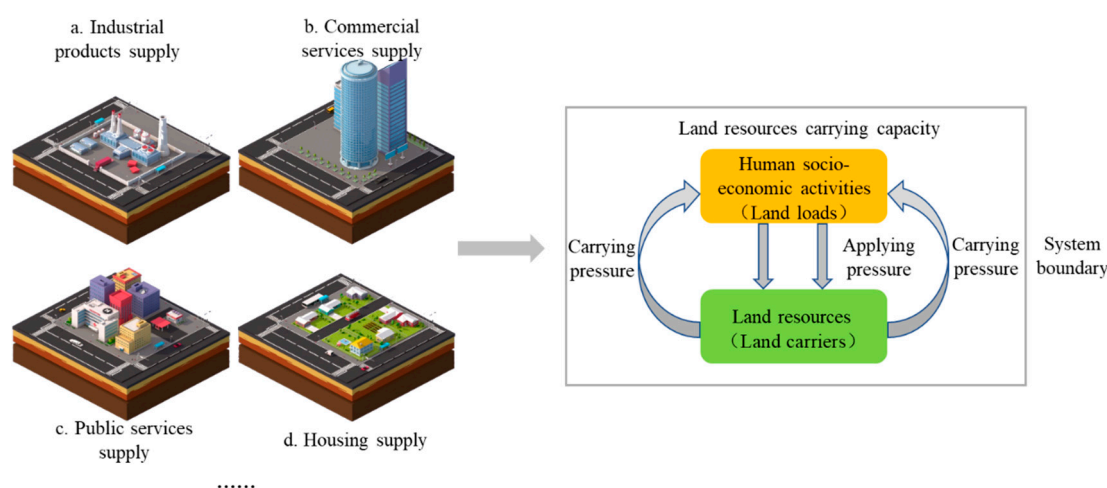 a. Industrial
products supply
b. Commercial
services supply
c. Public services
supply
d. Housing supply
......
Land resources carrying capacity
Human socio-
economic activities
（Land loads）
Carrying
pressure
Applying
pressure
Carrying
pressure
Land resources
（Land carriers）
System
boundary